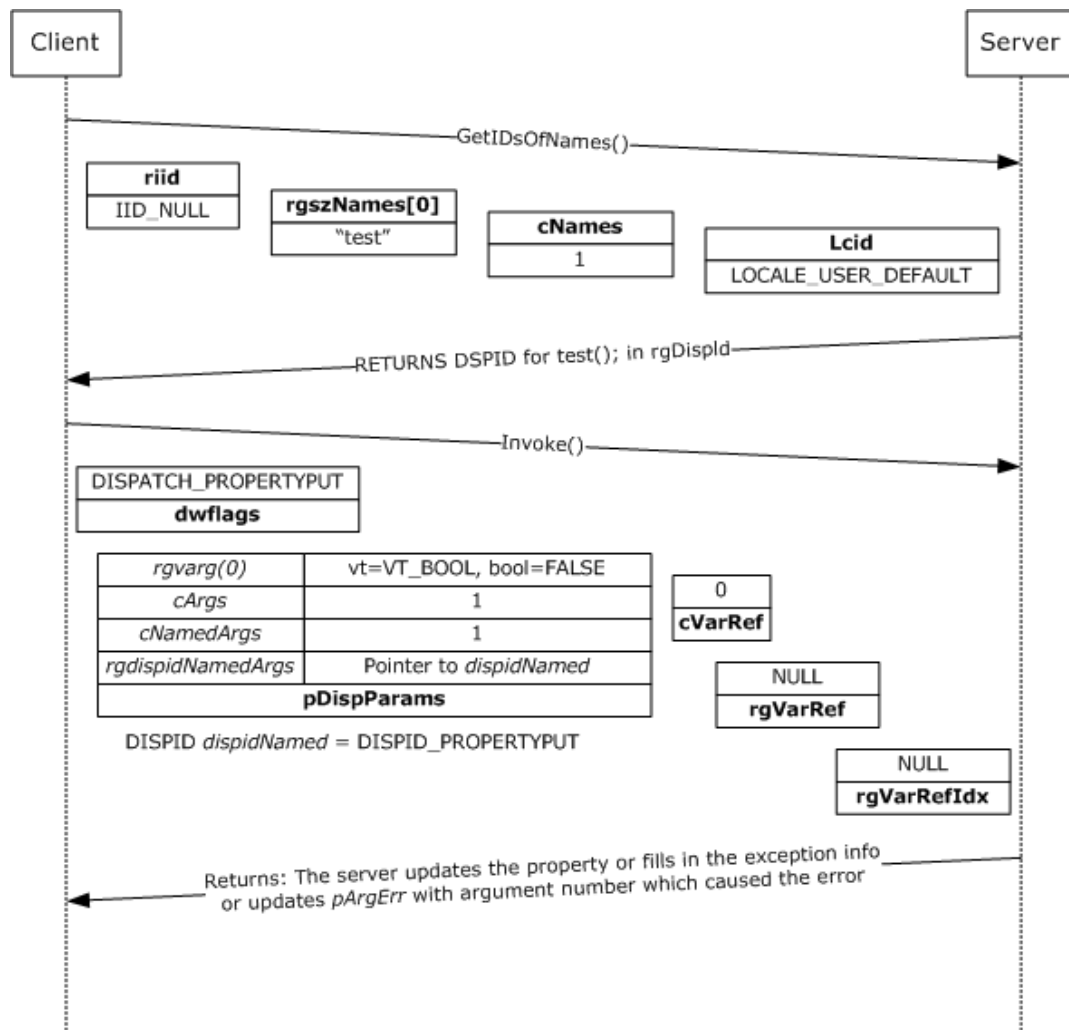 Client
Server
GetIDsOfNames()
riid
IID_NULL
rgszNames[0]
“test”
cNames
1
Lcid
LOCALE_USER_DEFAULT
RETURNS DSPID for test(); in rgDispId
Invoke()
DISPATCH_PROPERTYPUT
dwflags
rgvarg(0) vt=VT_BOOL, bool=FALSE
cArgs 1
cNamedArgs 1
rgdispidNamedArgs Pointer to dispidNamed
pDispParams
0
cVarRef
NULL
rgVarRef
DISPID dispidNamed = DISPID_PROPERTYPUT
NULL
rgVarRefIdx
Returns: The server updates the property or fills in the exception info
or updates pArgErr with argument number which caused the error